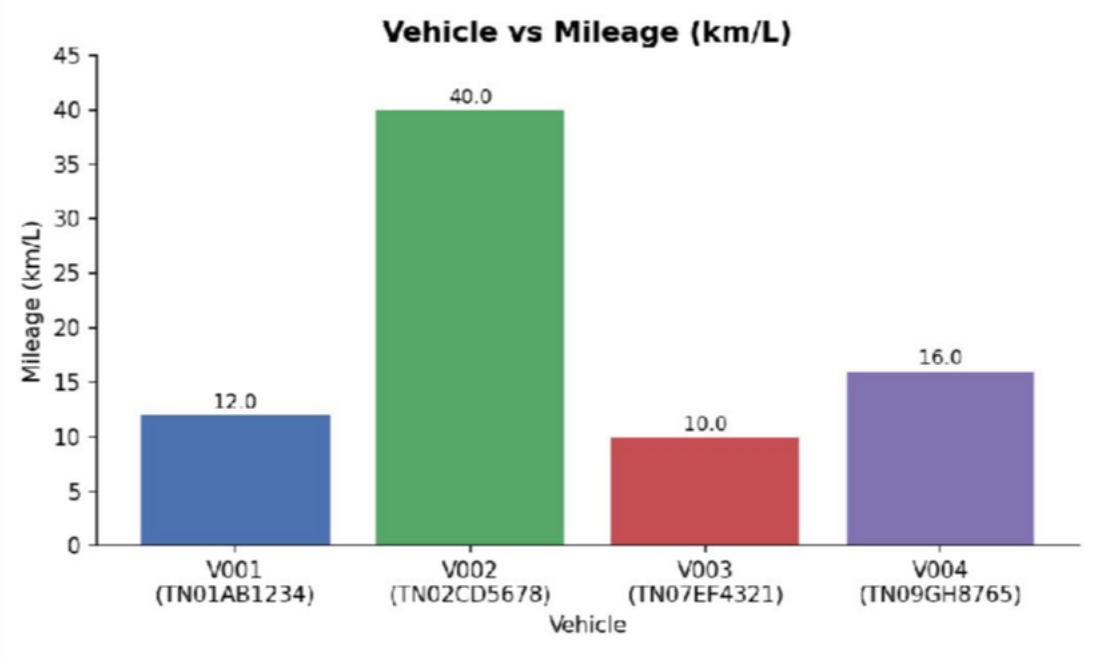 Vehicle vs Mileage (km/L)
Mileage (km/L)
45
40
35
30
25
20
15
10
5
0
12.0
40.0
10.0
16.0
V001
(TN01AB1234)
V002
(TN02CD5678)
V003
(TN07EF4321)
V004
(TN09GH8765)
Vehicle